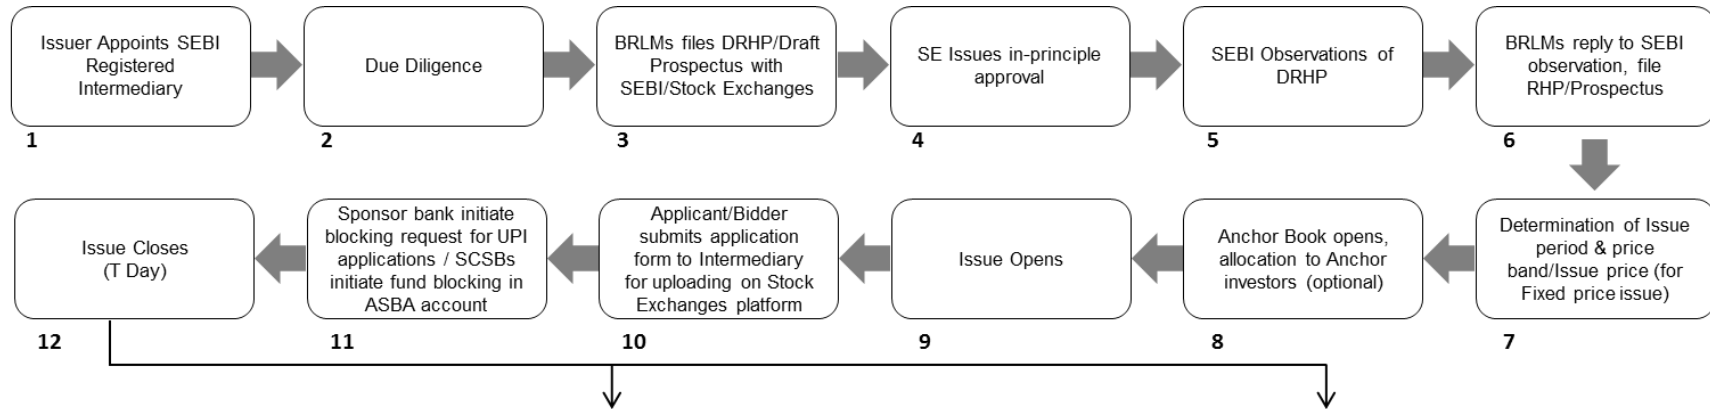 Issuer Appoints SEBI
Registered
Intermediary
1
Due Diligence
2
BRLMs files DRHP/Draft
Prospectus with
SEBI/Stock Exchanges
3
SE Issues in-principle
approval
4
SEBI Observations of
DRHP
5
BRLMs reply to SEBI
observation, file
RHP/Prospectus
6
Determination of Issue
period & price
band/Issue price (for
Fixed price issue)
7
Anchor Book opens,
allocation to Anchor
investors (optional)
8
Issue Opens
9
Applicant/Bidder
submits application
form to Intermediary
for uploading on Stock
Exchanges platform
10
Sponsor bank initiate
blocking request for UPI
applications / SCSBs
initiate fund blocking in
ASBA account
11
Issue Closes
(T Day)
12